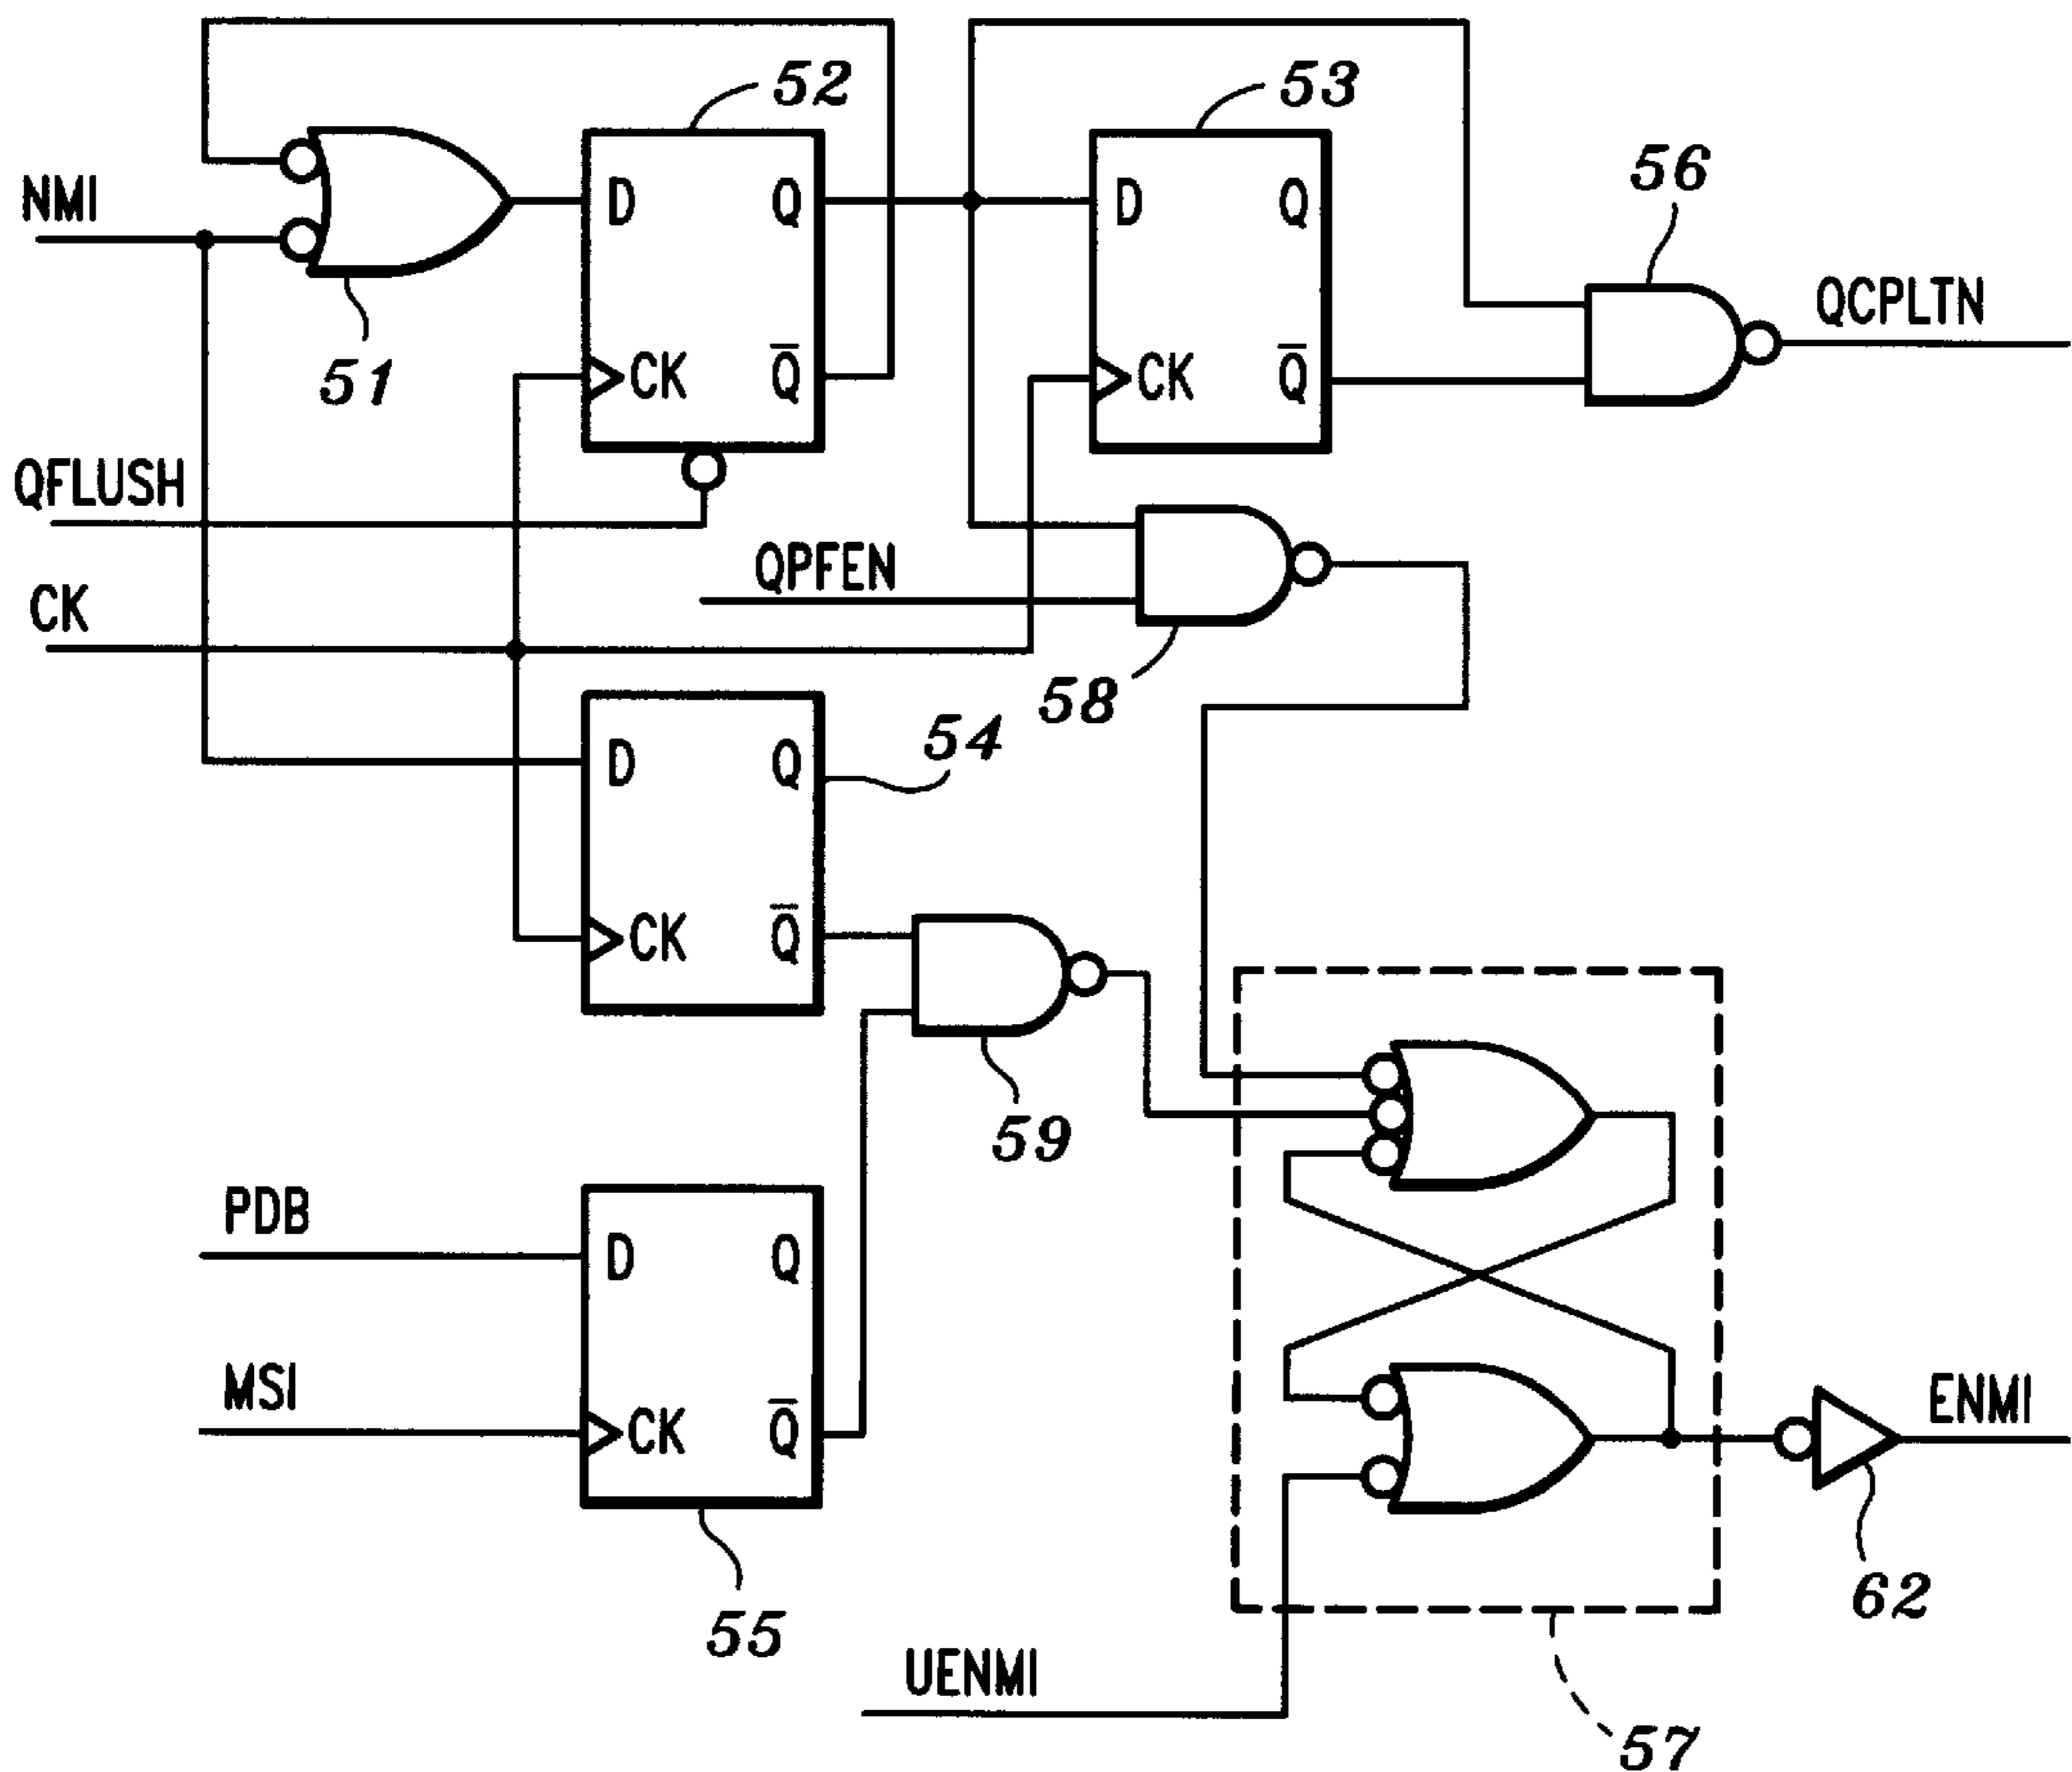 52
53
56
NMI
D
Q
D
Q
QCPLTN
51
CK
Q̅
CK
Q̅
QFLUSH
QPFEN
CK
58
54
D
Q
CK
Q̅
59
PDB
D
Q
MSI
CK
Q̅
ENMI
55
62
UENMI
57